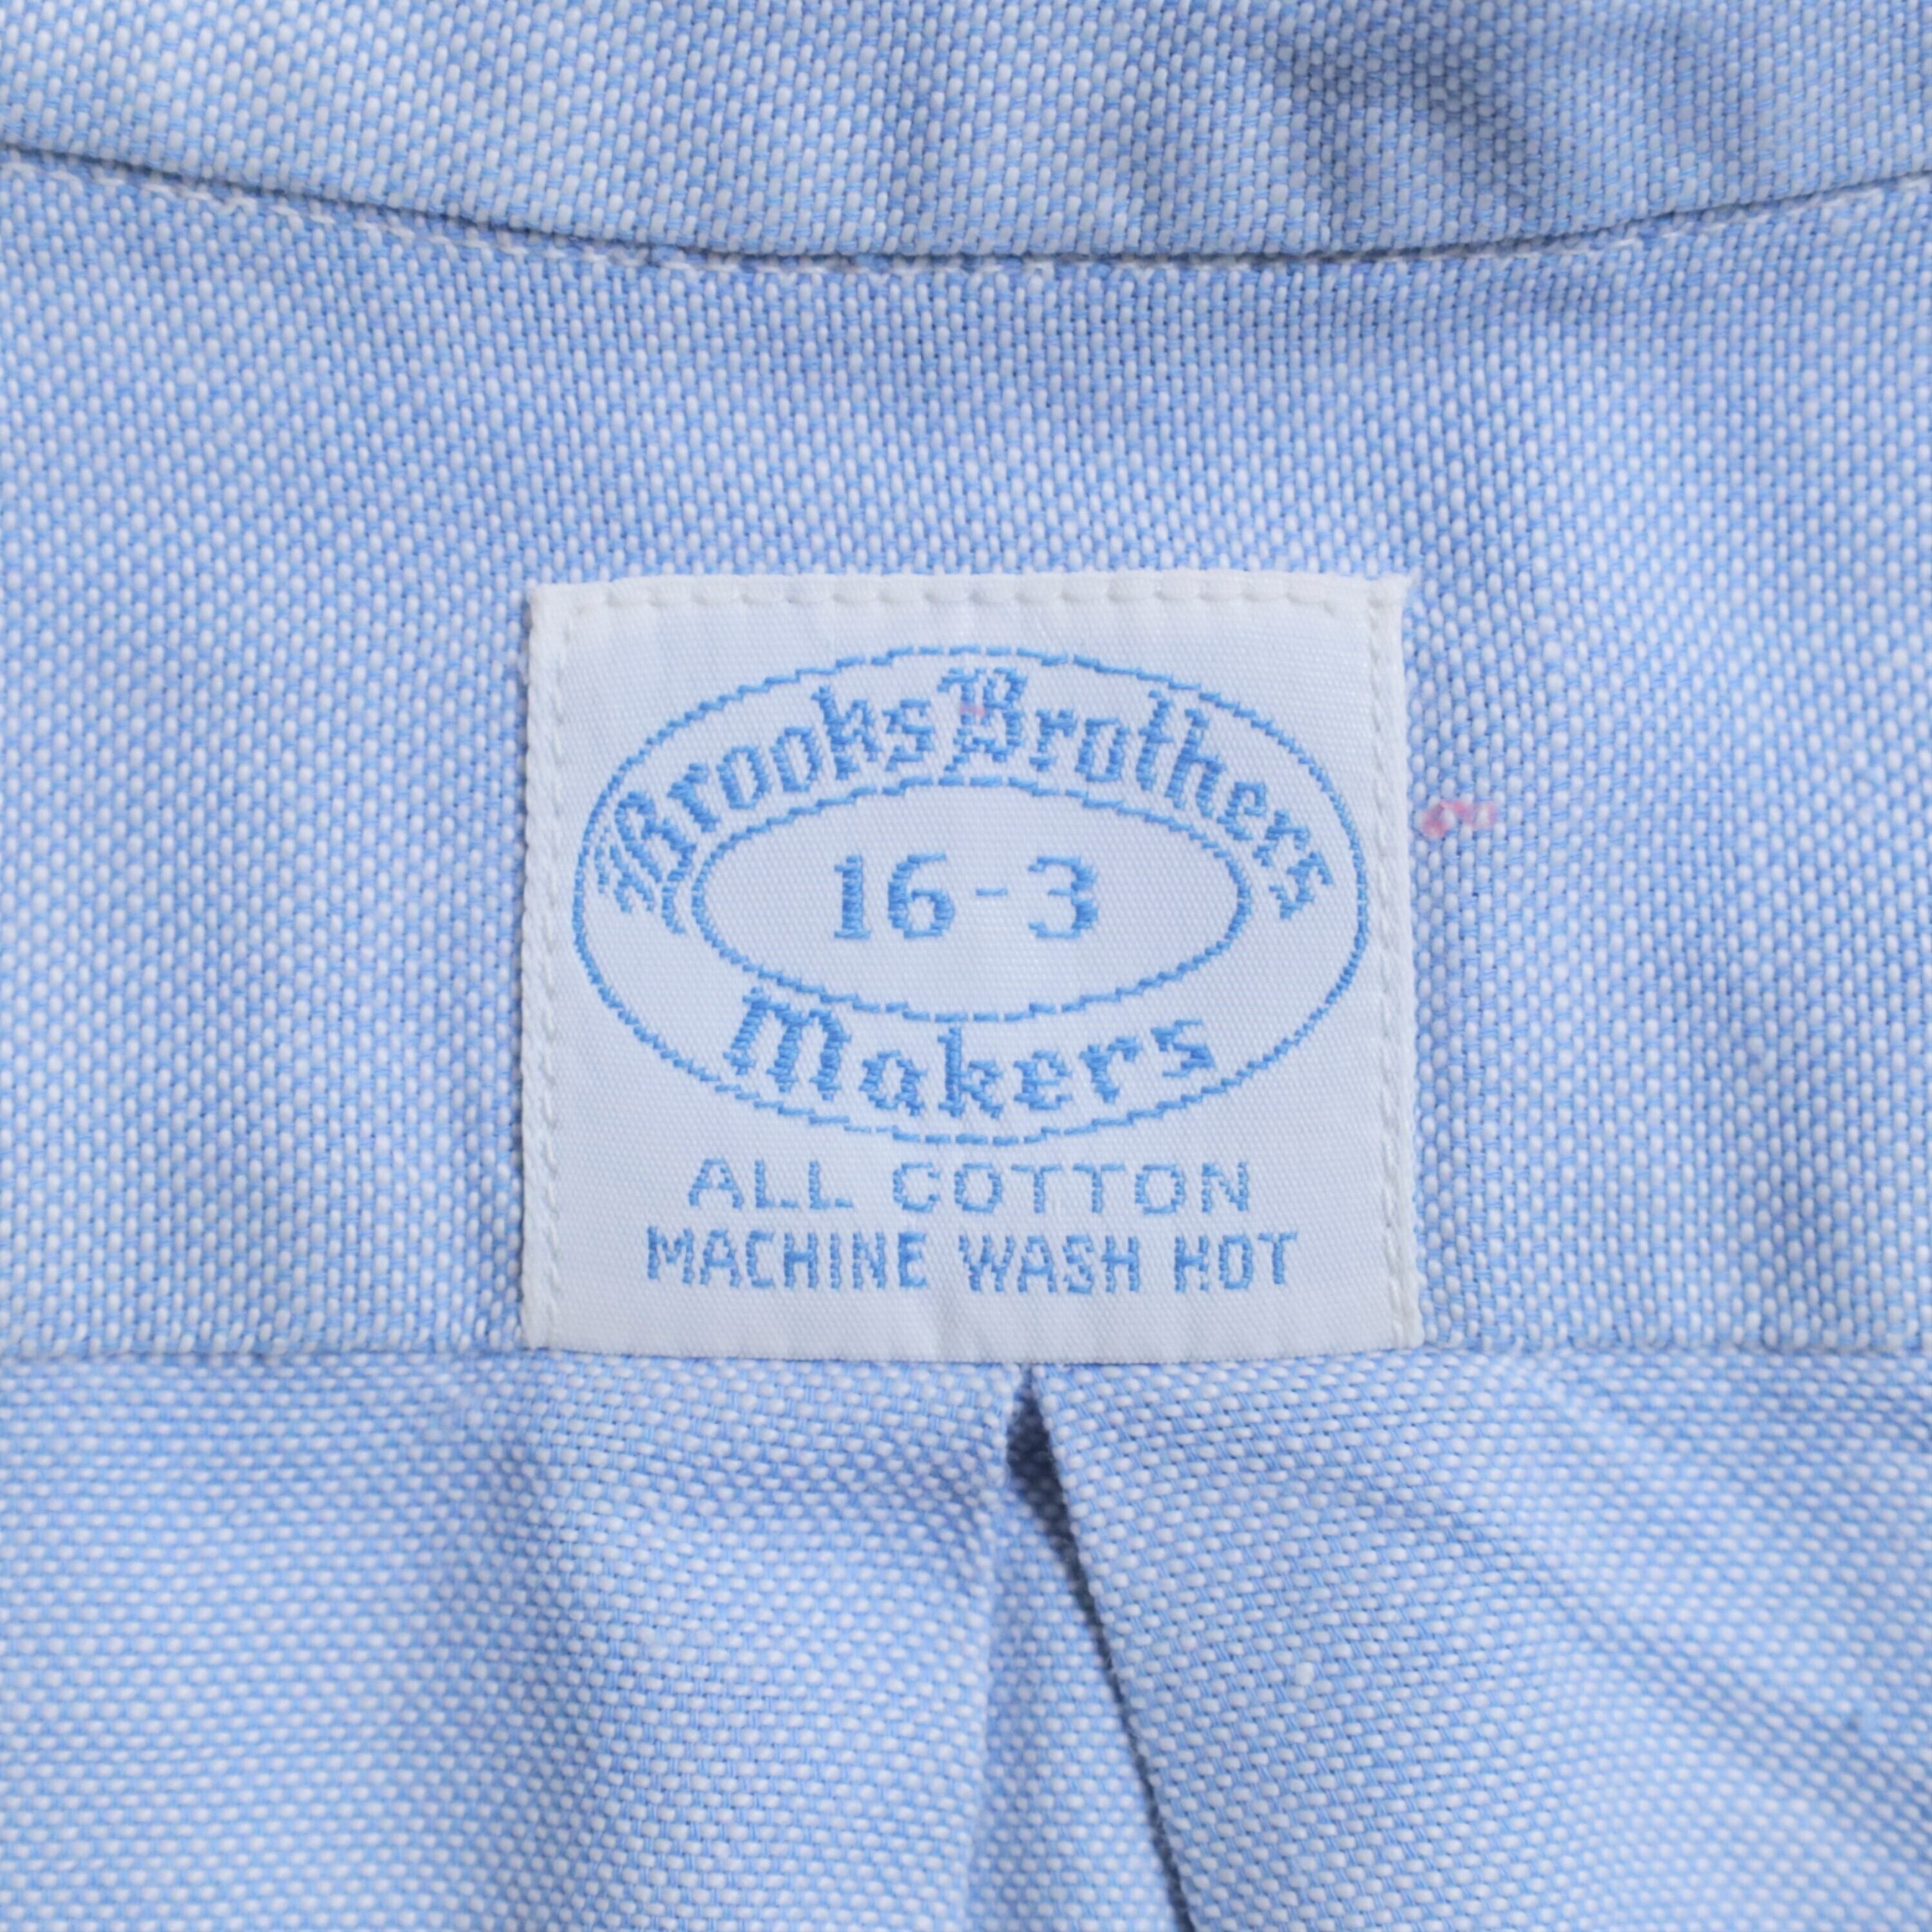 Brooks Brothers
16-3
Makers
ALL COTTON
MACHINE WASH HOT